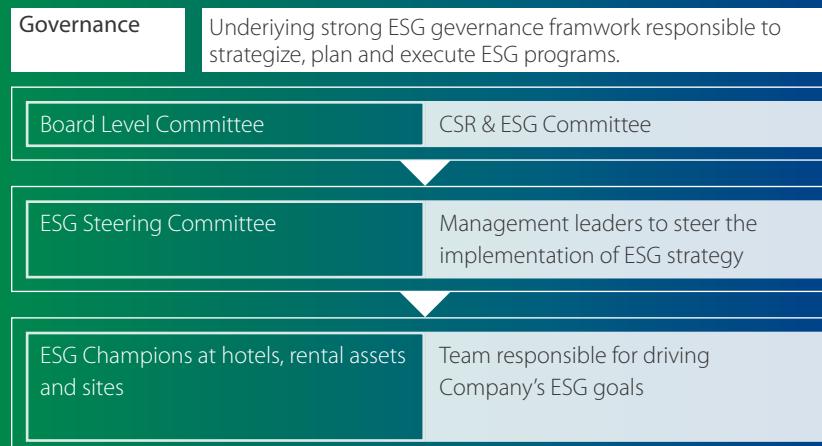 Governance
Underiying strong ESG gevernance framwork responsible to
strategize, plan and execute ESG programs.
Board Level Committee
CSR & ESG Committee
ESG Steering Committee
Management leaders to steer the
implementation of ESG strategy
ESG Champions at hotels, rental assets
and sites
Team responsible for driving
Company’s ESG goals